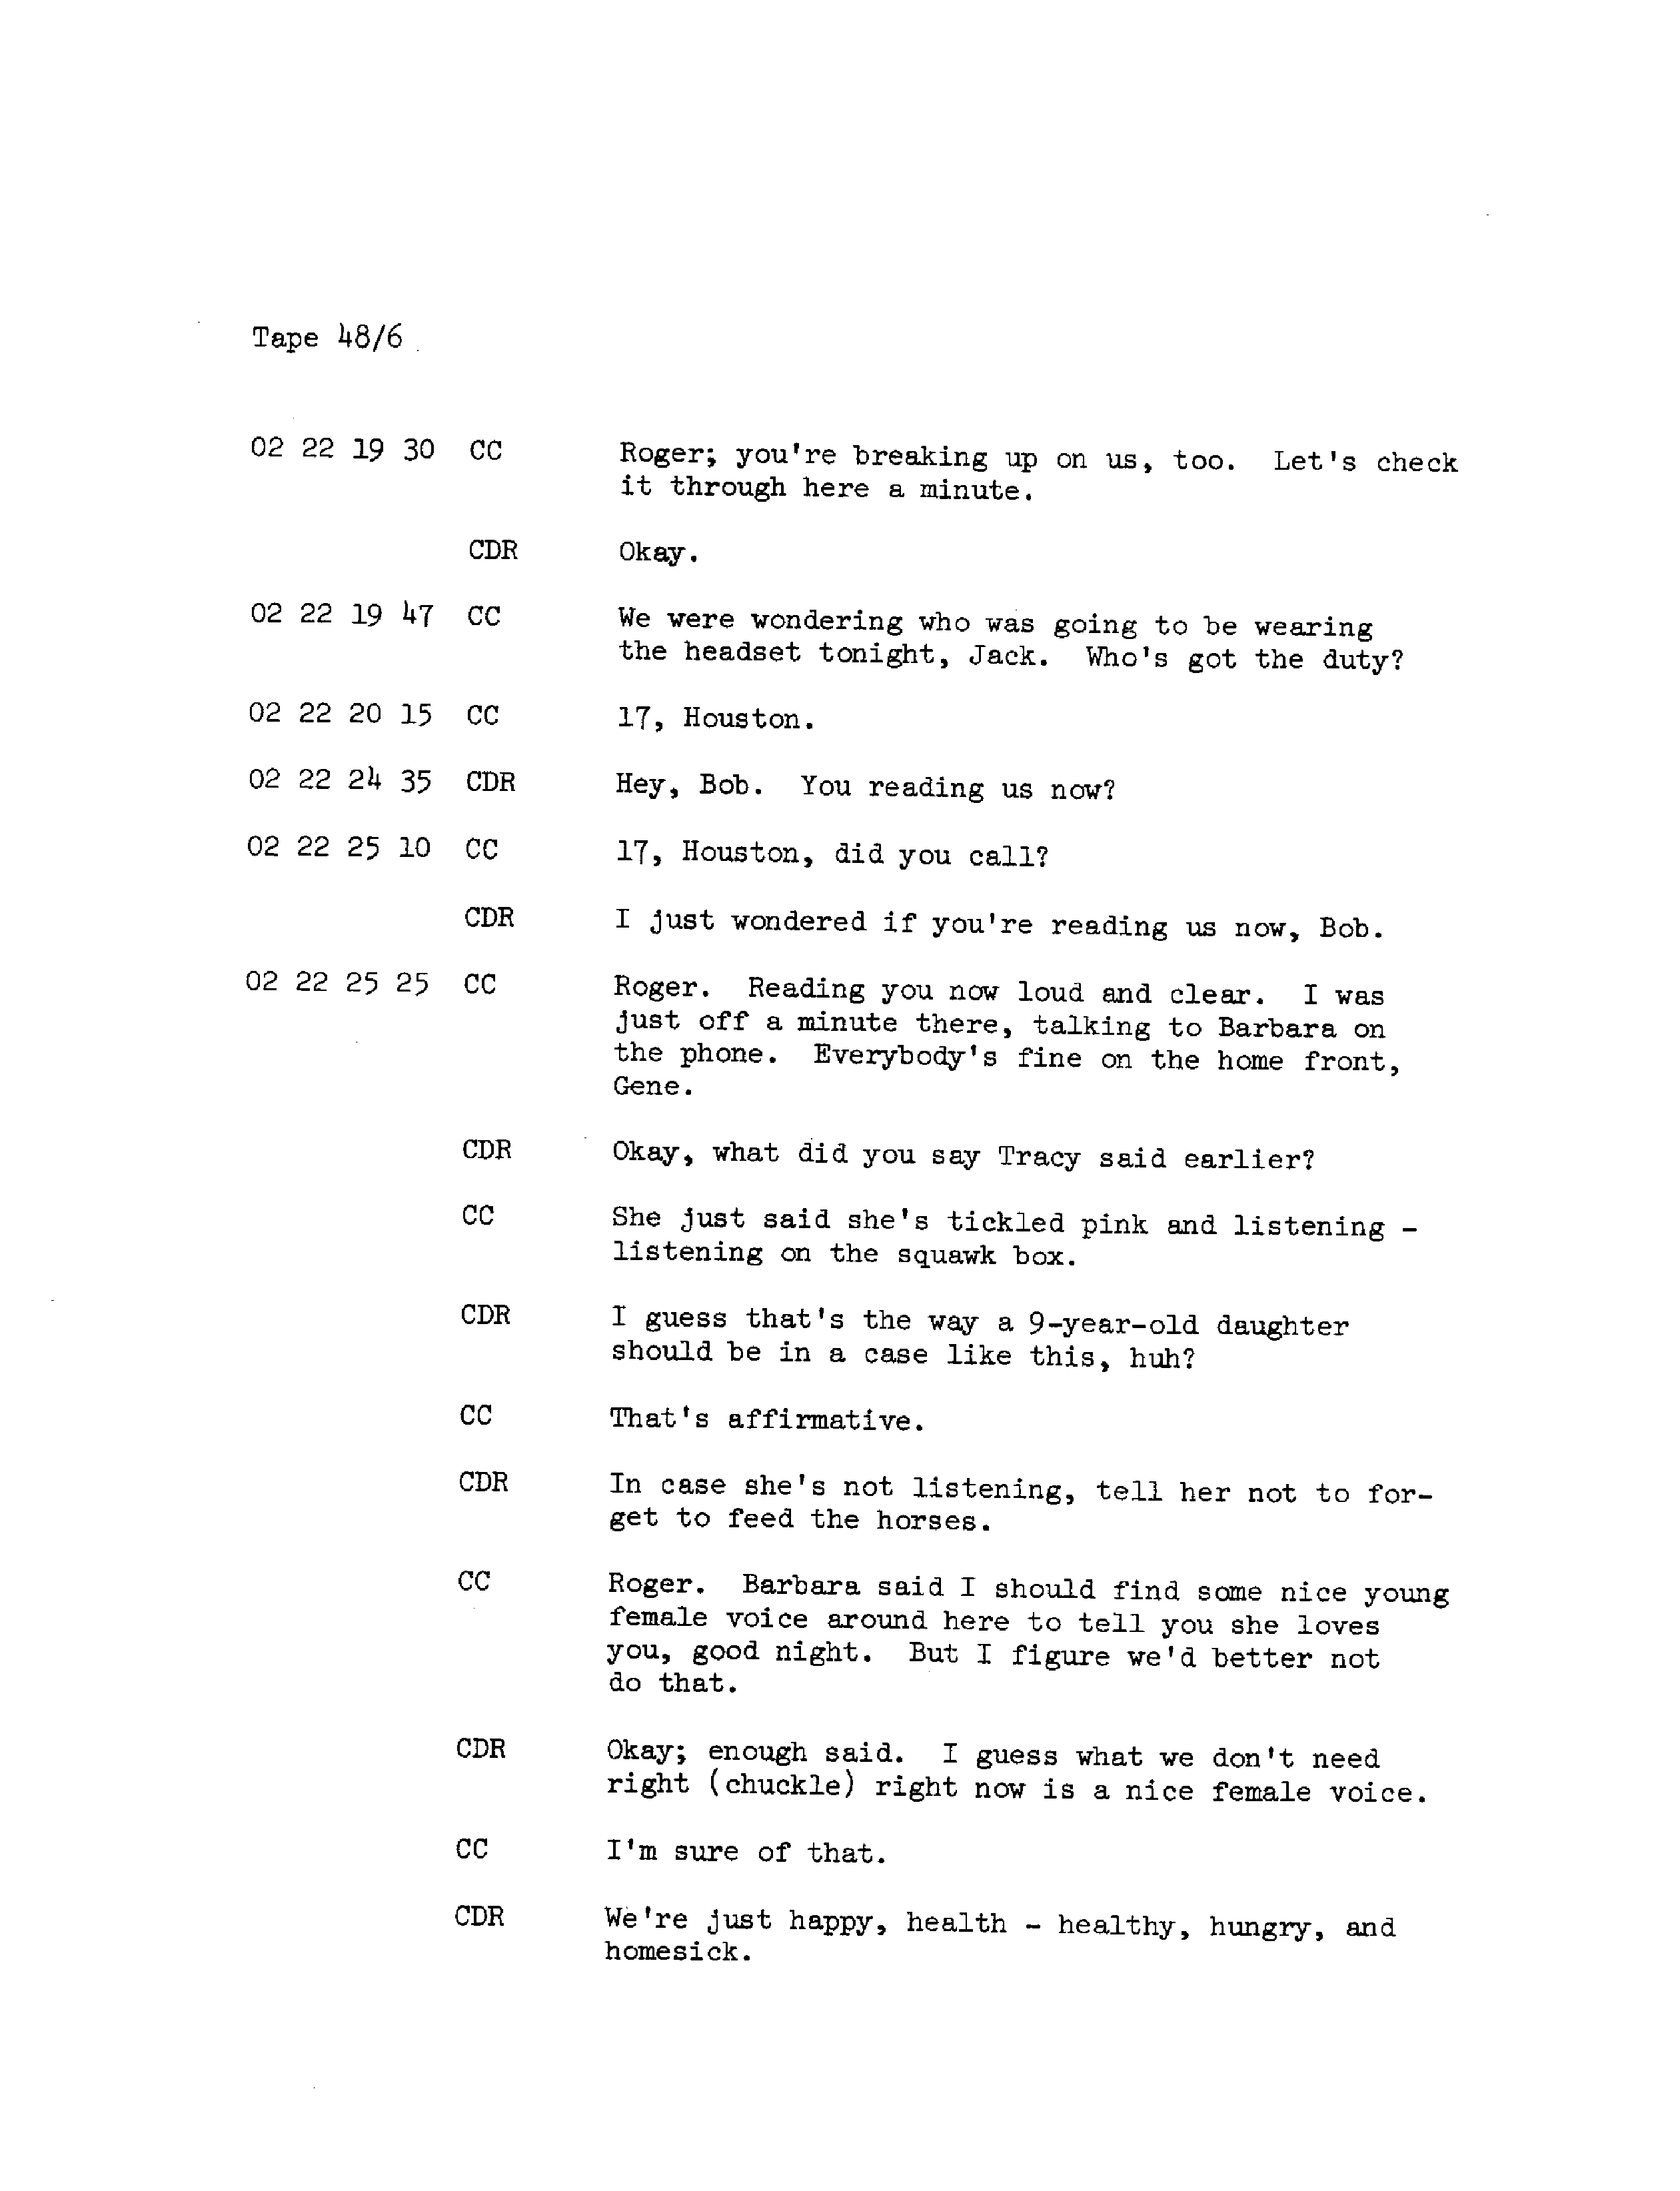 Tape 48/6
02 22 19 30 CC Roger; you're breaking up on us, too. Let's check
it through here a minute.
CDR Okay.
02 22 19 47 CC We were wondering who was going to be wearing
the headset tonight, Jack. Who's got the duty?
02 22 20 15 CC 17, Houston.
02 22 24 35 CDR Hey, Bob. You reading us now?
02 22 25 10 CC 17, Houston, did you call?
CDR I just wondered if you're reading us now, Bob.
02 22 25 25 CC Roger. Reading you now loud and clear. I was
just off a minute there, talking to Barbara on
the phone. Everybody's fine on the home front,
Gene.
CDR Okay, what did you say Tracy said earlier?
CC She just said she's tickled pink and listening -
listening on the squawk box.
CDR I guess that's the way a 9-year-old daughter
should be in a case like this, huh?
CC That's affirmative.
CDR In case she's not listening, tell her not to for-
get to feed the horses.
CC Roger. Barbara said I should find some nice young
female voice around here to tell you she loves
you, good night. But I figure we'd better not
do that.
CDR Okay; enough said. I guess what we don't need
right (chuckle) right now is a nice female voice.
CC I'm sure of that.
CDR We're just happy, health - healthy, hungry, and
homesick.